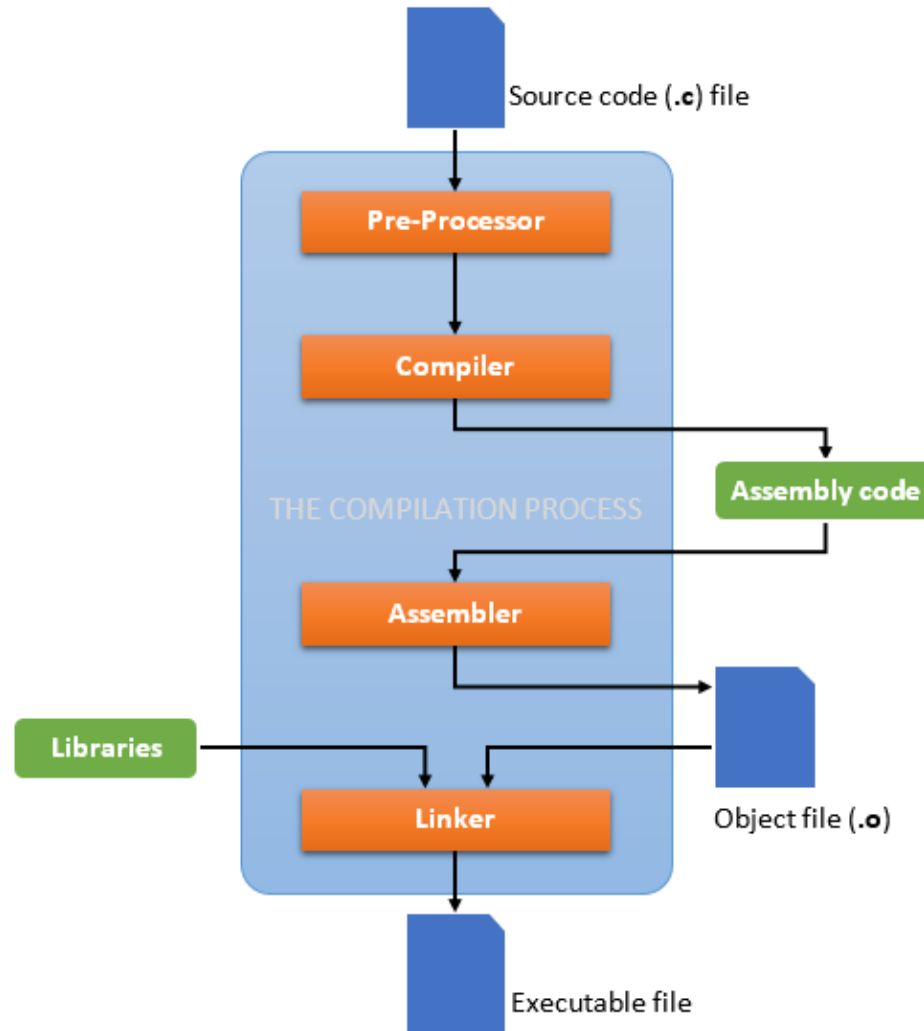 Source code (.c) file
Pre-Processor
Compiler
Assembly code
THE COMPILATION PROCESS
Assembler
Libraries
Linker
Object file (.o)
Executable file